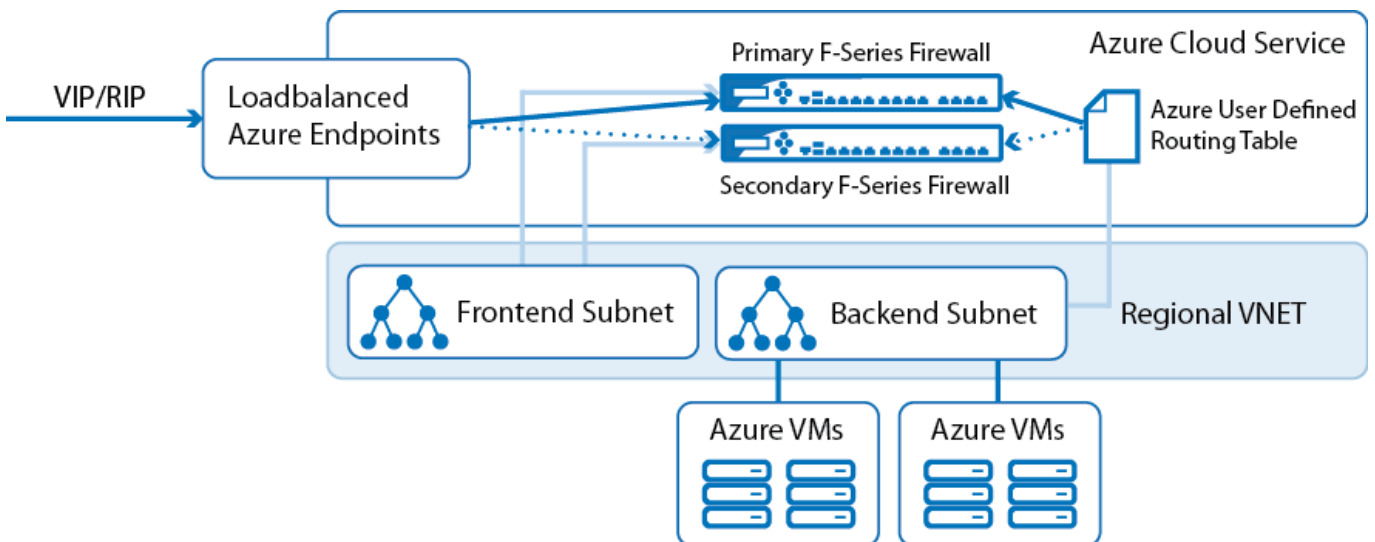 VIP/RIP
Loadbalanced
Azure Endpoints
Primary F-Series Firewall
Secondary F-Series Firewall
Azure Cloud Service
Azure User Defined
Routing Table
Frontend Subnet
Backend Subnet
Regional VNET
Azure VMs
Azure VMs